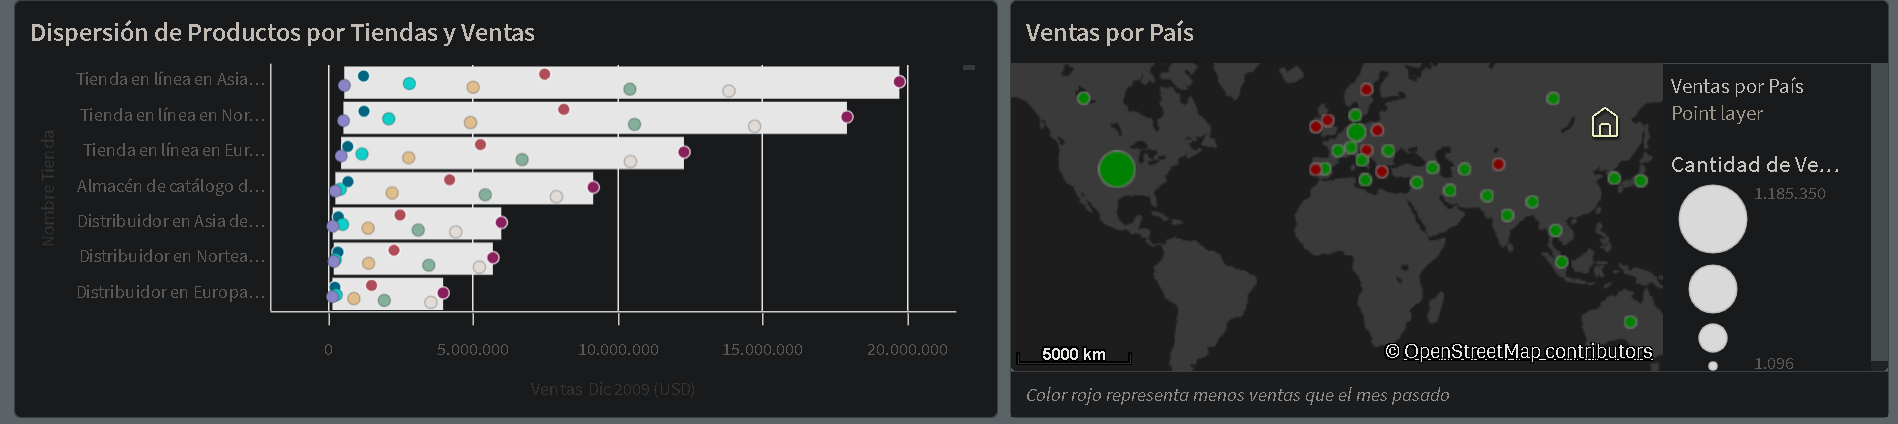 Dispersión de Productos por Tiendas y Ventas
Nombre Tienda
Tienda en línea en Asia...
Tienda en línea en Nor...
Tienda en línea en Eur...
Almacén de catálogo d...
Distribuidor en Asia de...
Distribuidor en Nortea...
Distribuidor en Europa...
0
5.000.000
10.000.000
15.000.000
20.000.000
Ventas Dic 2009 (USD)
Ventas por País
5000 km
© OpenStreetMap contributors
Ventas por País
Point layer
Cantidad de Ve...
1.185.350
1.096
Color rojo representa menos ventas que el mes pasado